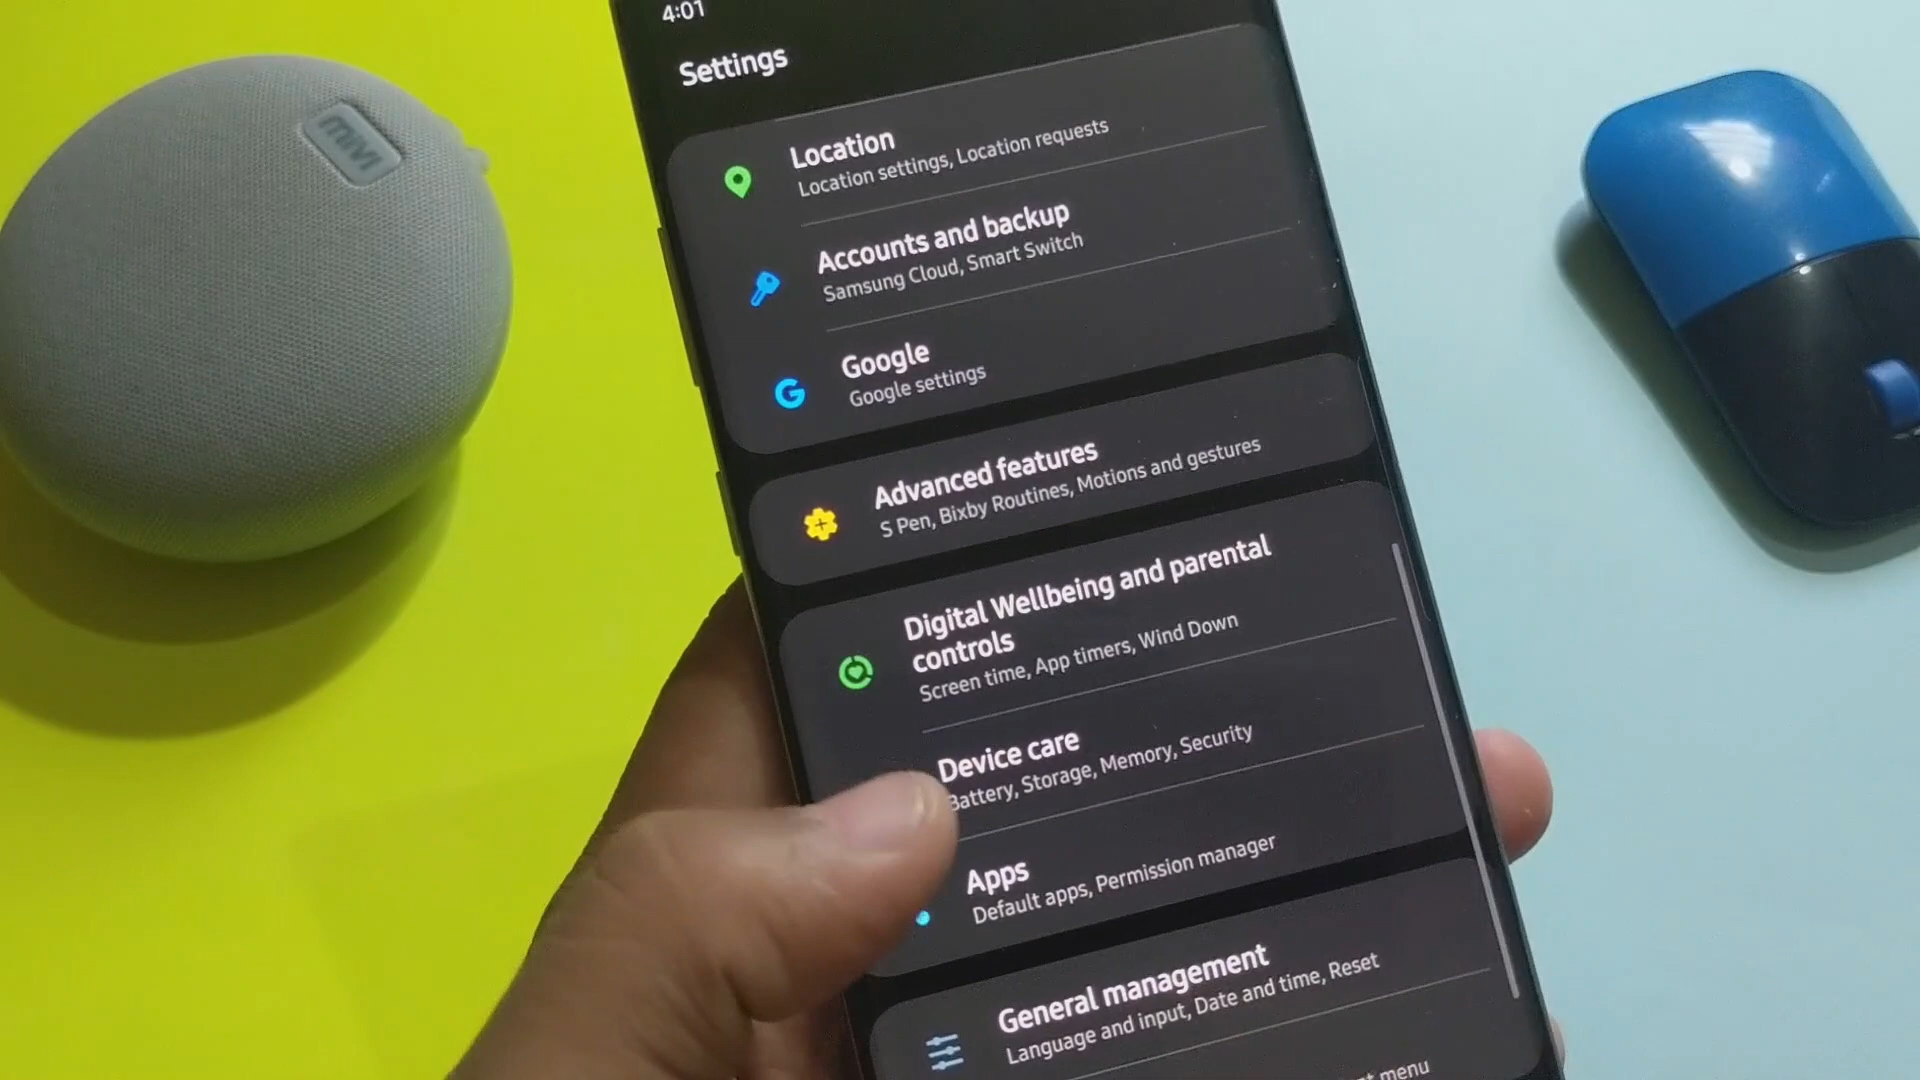 4:01
Settings
MIVI
Location
Location settings, Location requests
Accounts and backup
Samsung Cloud, Smart Switch
Google
Google settings
Advanced features
S Pen, Bixby Routines, Motions and gestures
Digital Wellbeing and parental
controls
Screen time, App timers, Wind Down
Device care
Battery, Storage, Memory, Security
Apps
Default apps, Permission manager
General management
Language and input, Date and time, Reset
menu